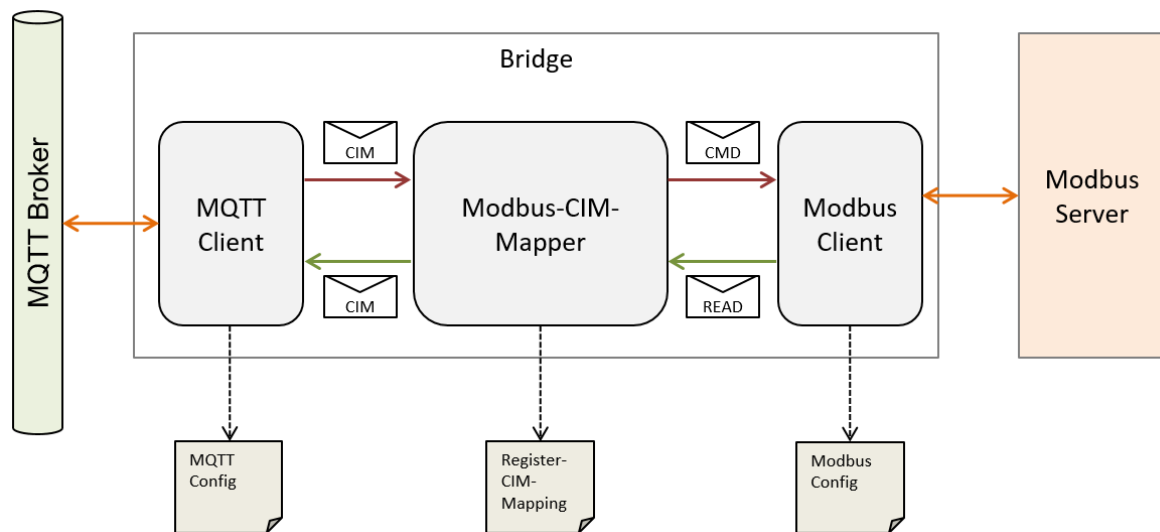 MQTT Broker
Bridge
MQTT
Client
CIM
CIM
Modbus-CIM-
Mapper
CMD
READ
Modbus
Client
Modbus
Server
MQTT
Config
Register-
CIM-
Mapping
Modbus
Config